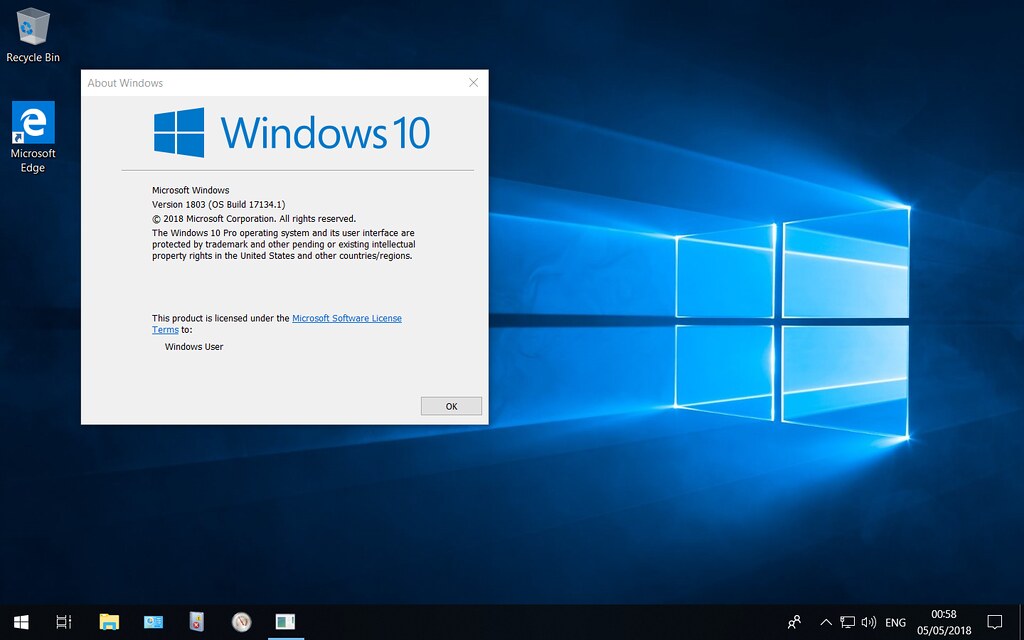 Recycle Bin
Microsoft
Edge
About Windows
Windows 10
Microsoft Windows
Version 1803 (OS Build 17134.1)
© 2018 Microsoft Corporation. All rights reserved.
The Windows 10 Pro operating system and its user interface are
protected by trademark and other pending or existing intellectual
property rights in the United States and other countries/regions.
This product is licensed under the Microsoft Software License
Terms to:
Windows User
OK
ENG
00:58
05/05/2018